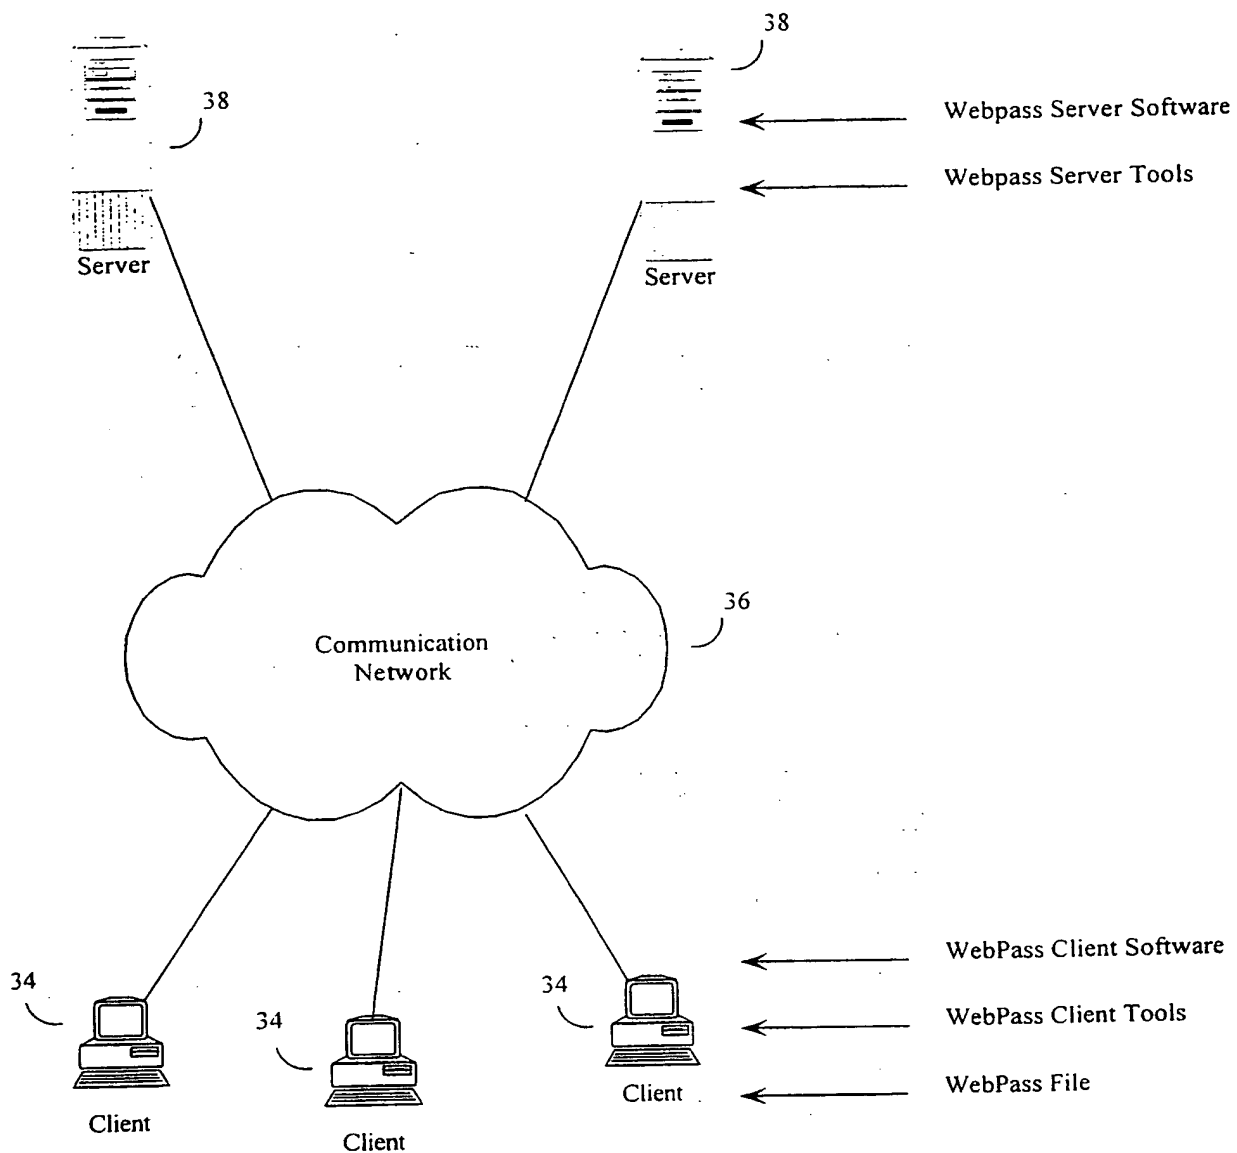 38
38
Webpass Server Software
Webpass Server Tools
Server
Server
36
Communication
Network
WebPass Client Software
34
34
34
WebPass Client Tools
Client
WebPass File
Client
Client